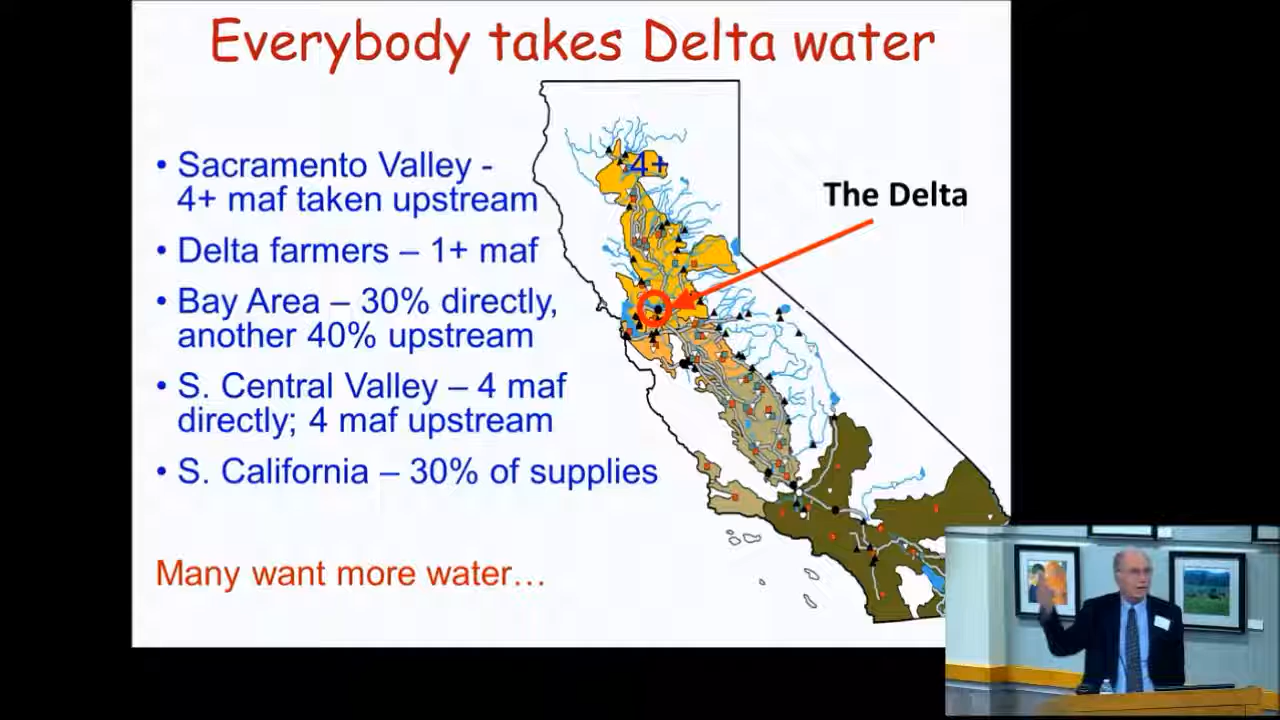 Everybody takes Delta water
• Sacramento Valley -
4+ maf taken upstream
• Delta farmers – 1+ maf
• Bay Area – 30% directly,
another 40% upstream
• S. Central Valley – 4 maf
directly; 4 maf upstream
• S. California – 30% of supplies
Many want more water…
4+
The Delta